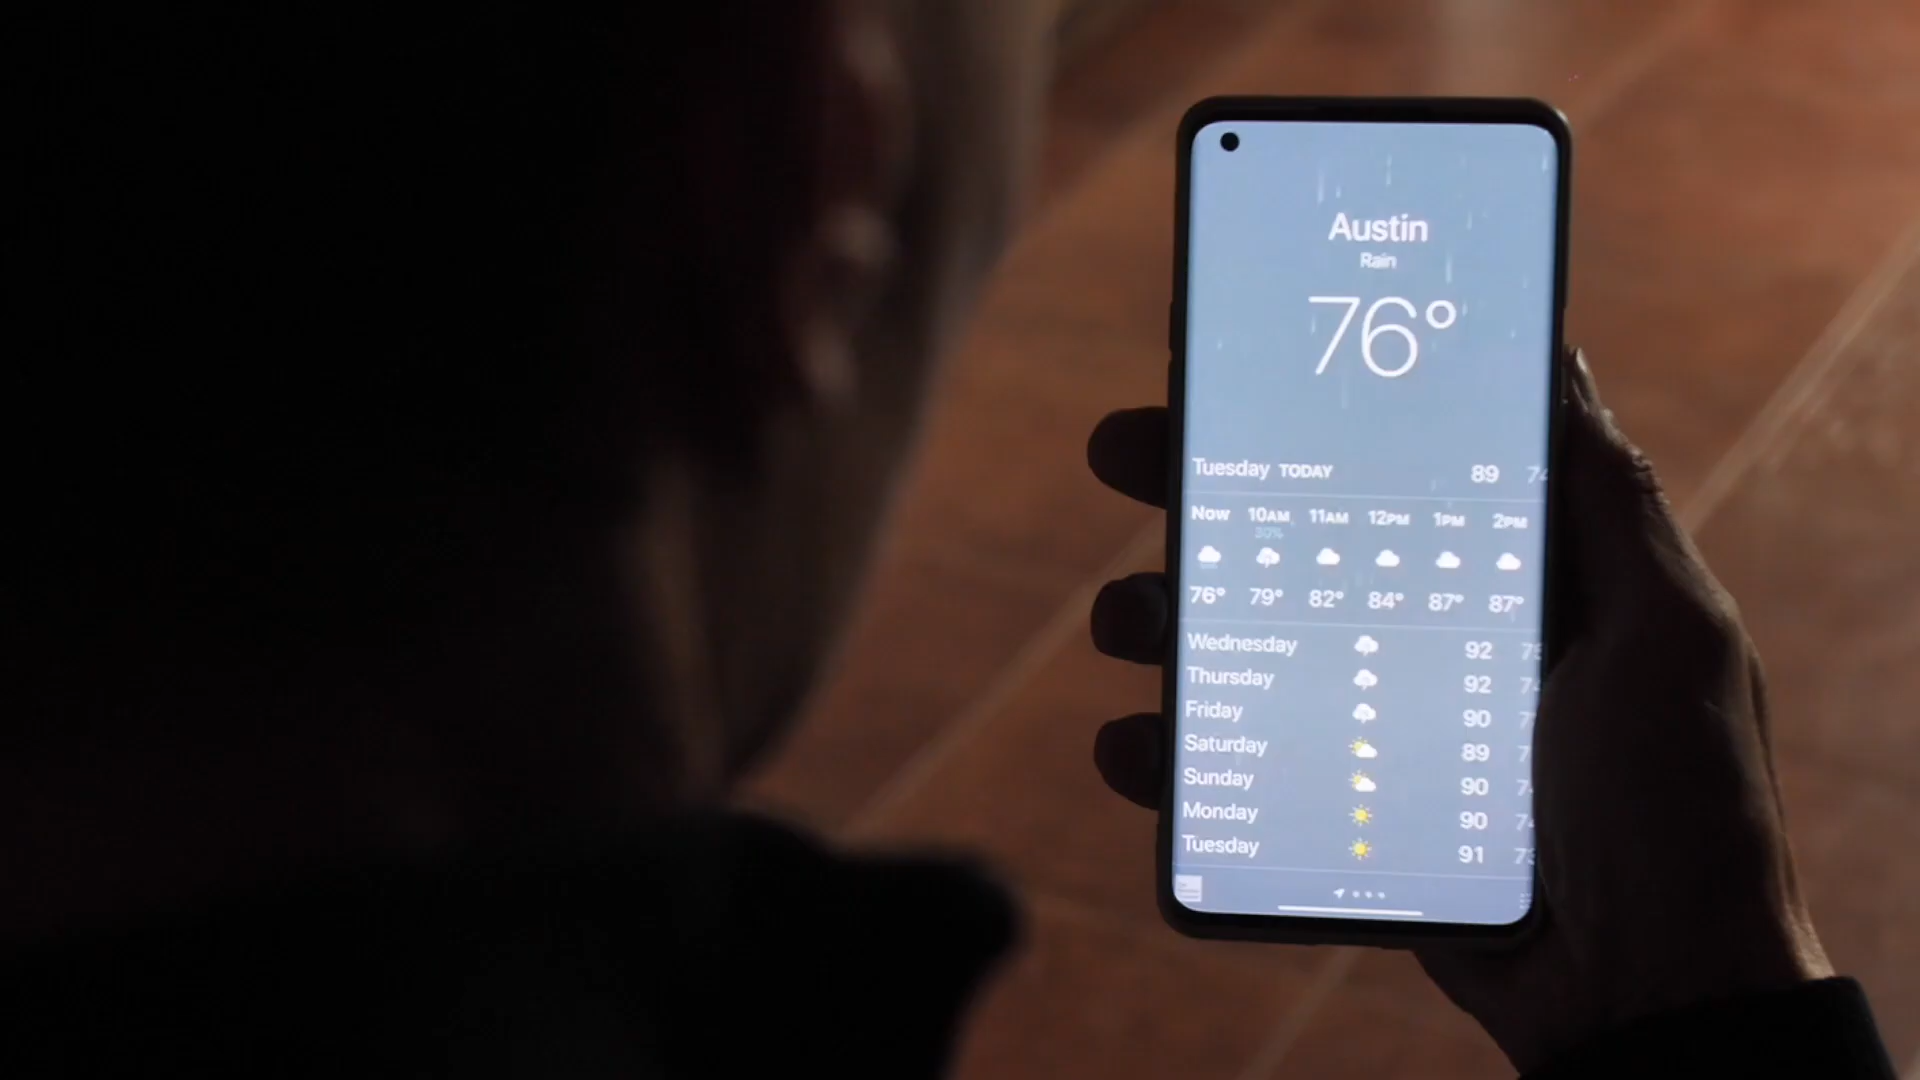 Austin
Rain
76°
Tuesday TODAY 89
Now 10AM 11AM 12PM 1PM 2PM
30%
76° 79° 82° 84° 87° 87°
Wednesday 92
Thursday 92
Friday 90
Saturday 89
Sunday 90
Monday 90
Tuesday 91